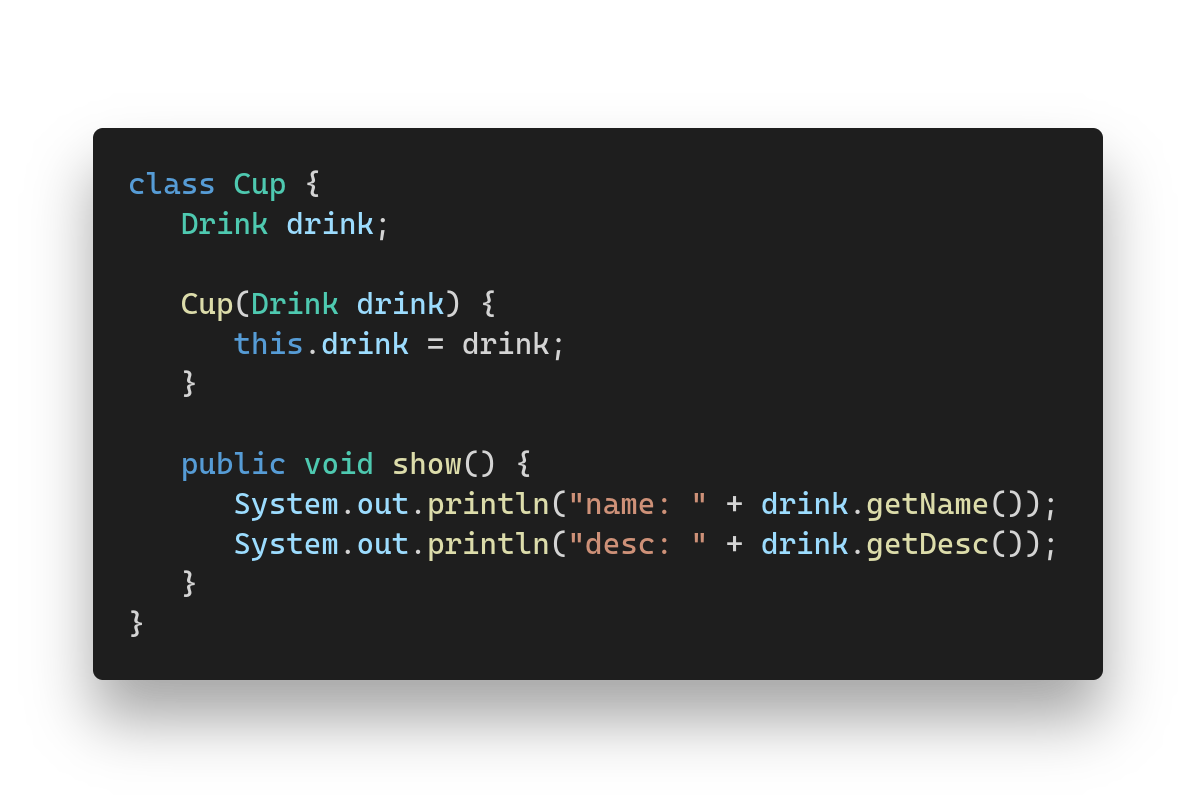 class Cup {
   Drink drink;

   Cup(Drink drink) {
      this.drink = drink;
   }

   public void show() {
      System.out.println("name: " + drink.getName());
      System.out.println("desc: " + drink.getDesc());
   }
}